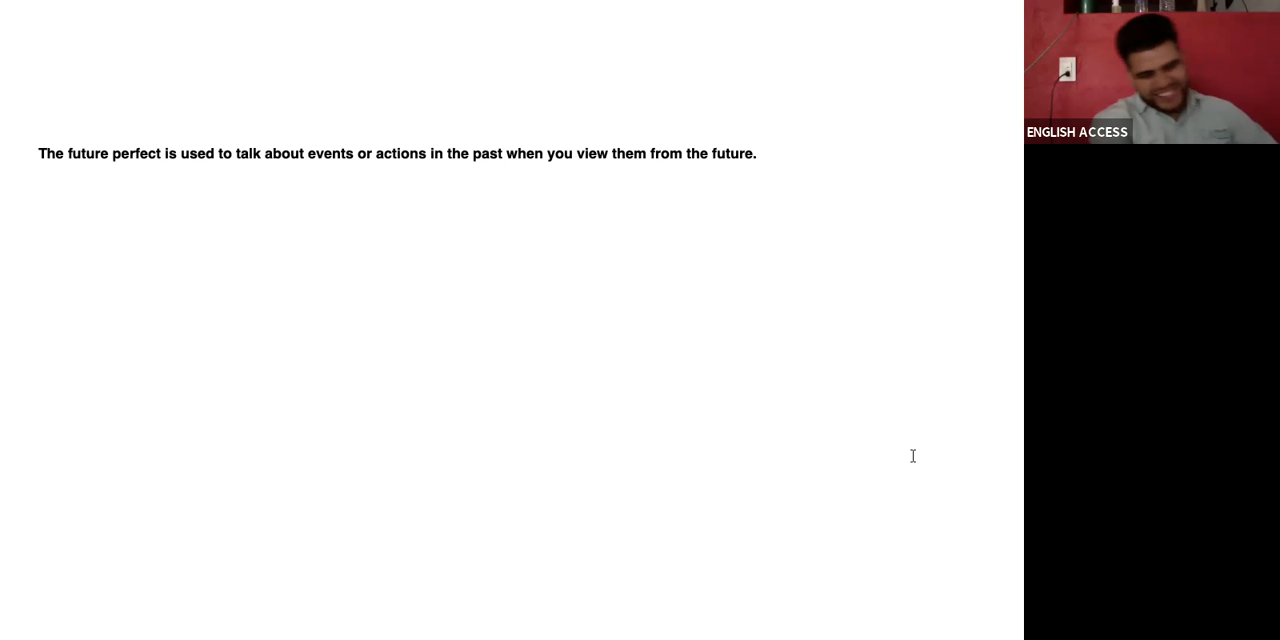 The future perfect is used to talk about events or actions in the past when you view them from the future.
ENGLISH ACCESS